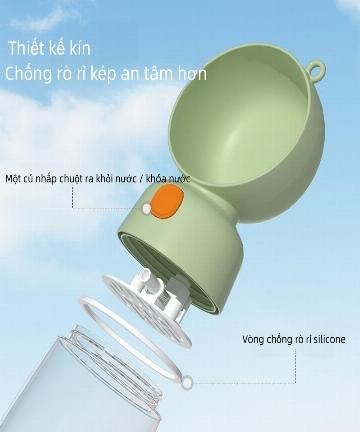 Thiết kế kín
Chống rò rỉ kép an tâm hơn
Một cú nhấp chuột ra khỏi nước / khóa nước
Vòng chống rò rỉ silicone